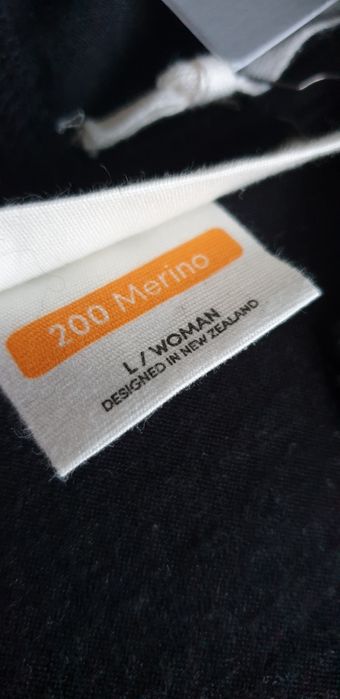 200 Merino
L / WOMAN
DESIGNED IN NEW ZEALAND